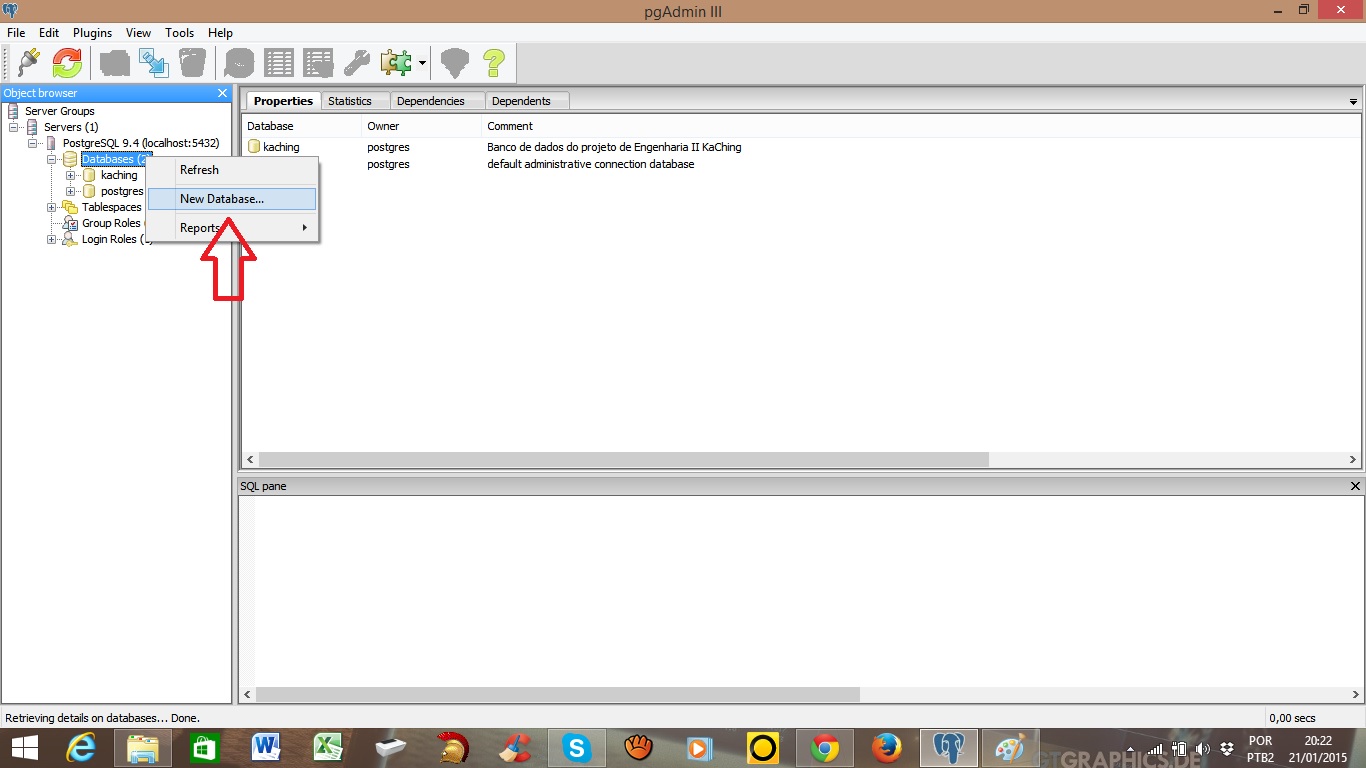 pgAdmin III
File Edit Plugins View Tools Help
Object browser
Server Groups
Servers (1)
PostgreSQL 9.4 (localhost:5432)
Databases (2
kaching
postgres
Tablespaces
Group Roles
Login Roles
Refresh
New Database...
Reports
Properties Statistics Dependencies Dependents
Database Owner Comment
kaching postgres Banco de dados do projeto de Engenharia II KaChing
postgres default administrative connection database
SQL pane
Retrieving details on databases... Done. 0,00 secs
POR 20:22
PTB2 21/01/2015
GTGRAPHICS.DE